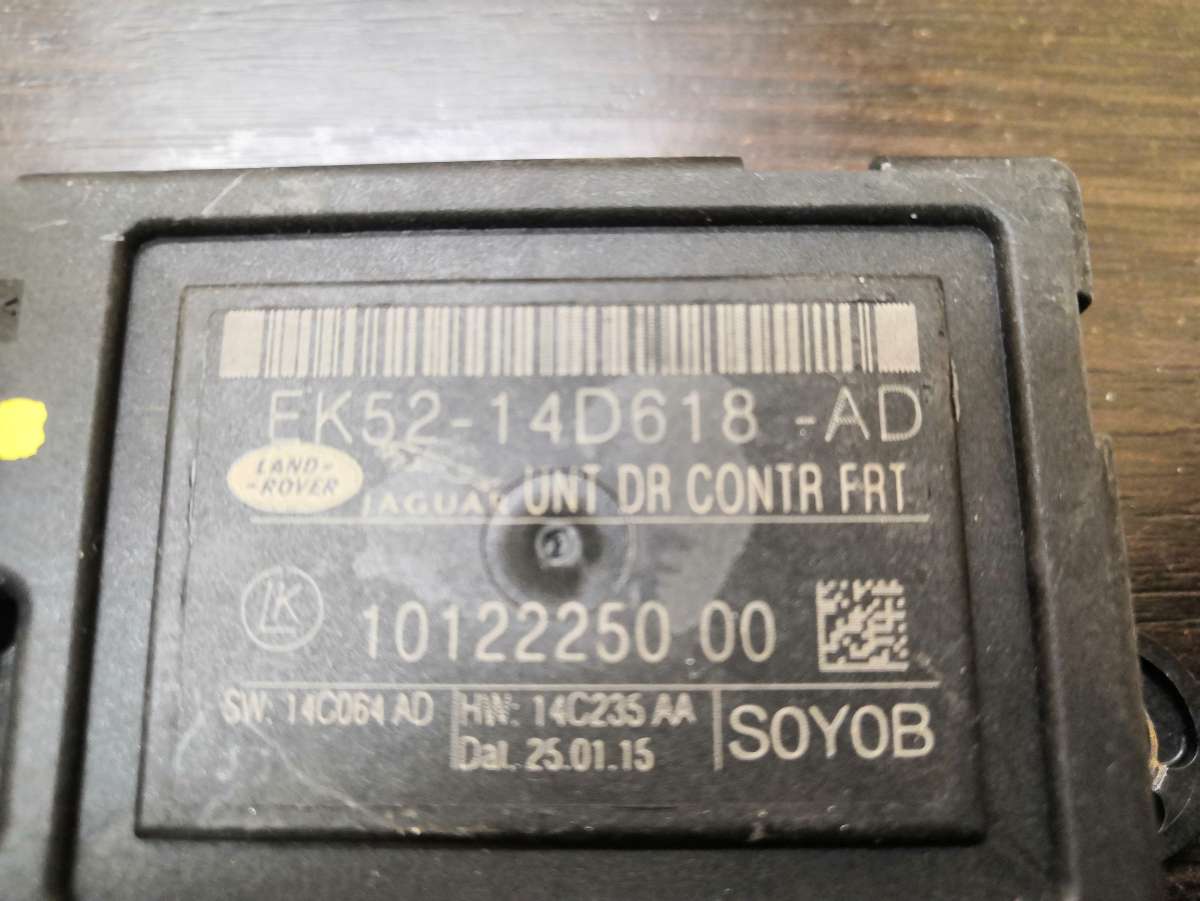 EK52-14D618 -AD
LAND-
-ROVER
JAGUAR UNT DR CONTR FRT
LK 10122250 00
SW: 14C064 AD HW: 14C235 AA
Dat. 25.01.15
S0Y0B